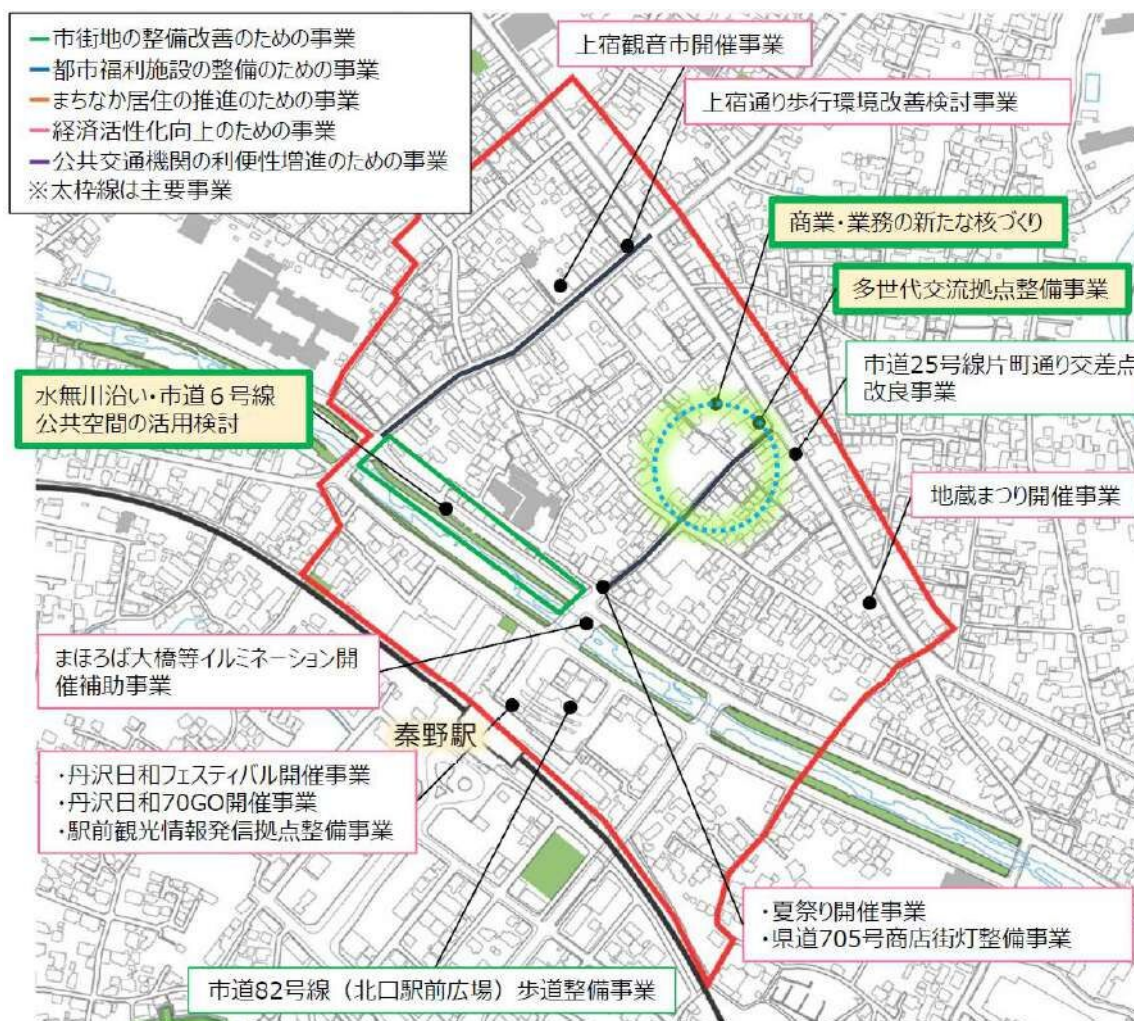 市街地の整備改善のための事業
都市福利施設の整備のための事業
まちなか居住の推進のための事業
経済活性化向上のための事業
公共交通機関の利便性増進のための事業
※太枠線は主要事業
上宿観音市開催事業
上宿通り歩行環境改善検討事業
商業・業務の新たな核づくり
多世代交流拠点整備事業
市道25号線片町通り交差点
改良事業
水無川沿い・市道６号線
公共空間の活用検討
地蔵まつり開催事業
まほろば大橋等イルミネーション開
催補助事業
秦野駅
・丹沢日和フェスティバル開催事業
・丹沢日和70GO開催事業
・駅前観光情報発信拠点整備事業
・夏祭り開催事業
・県道705号商店街灯整備事業
市道82号線（北口駅前広場）歩道整備事業